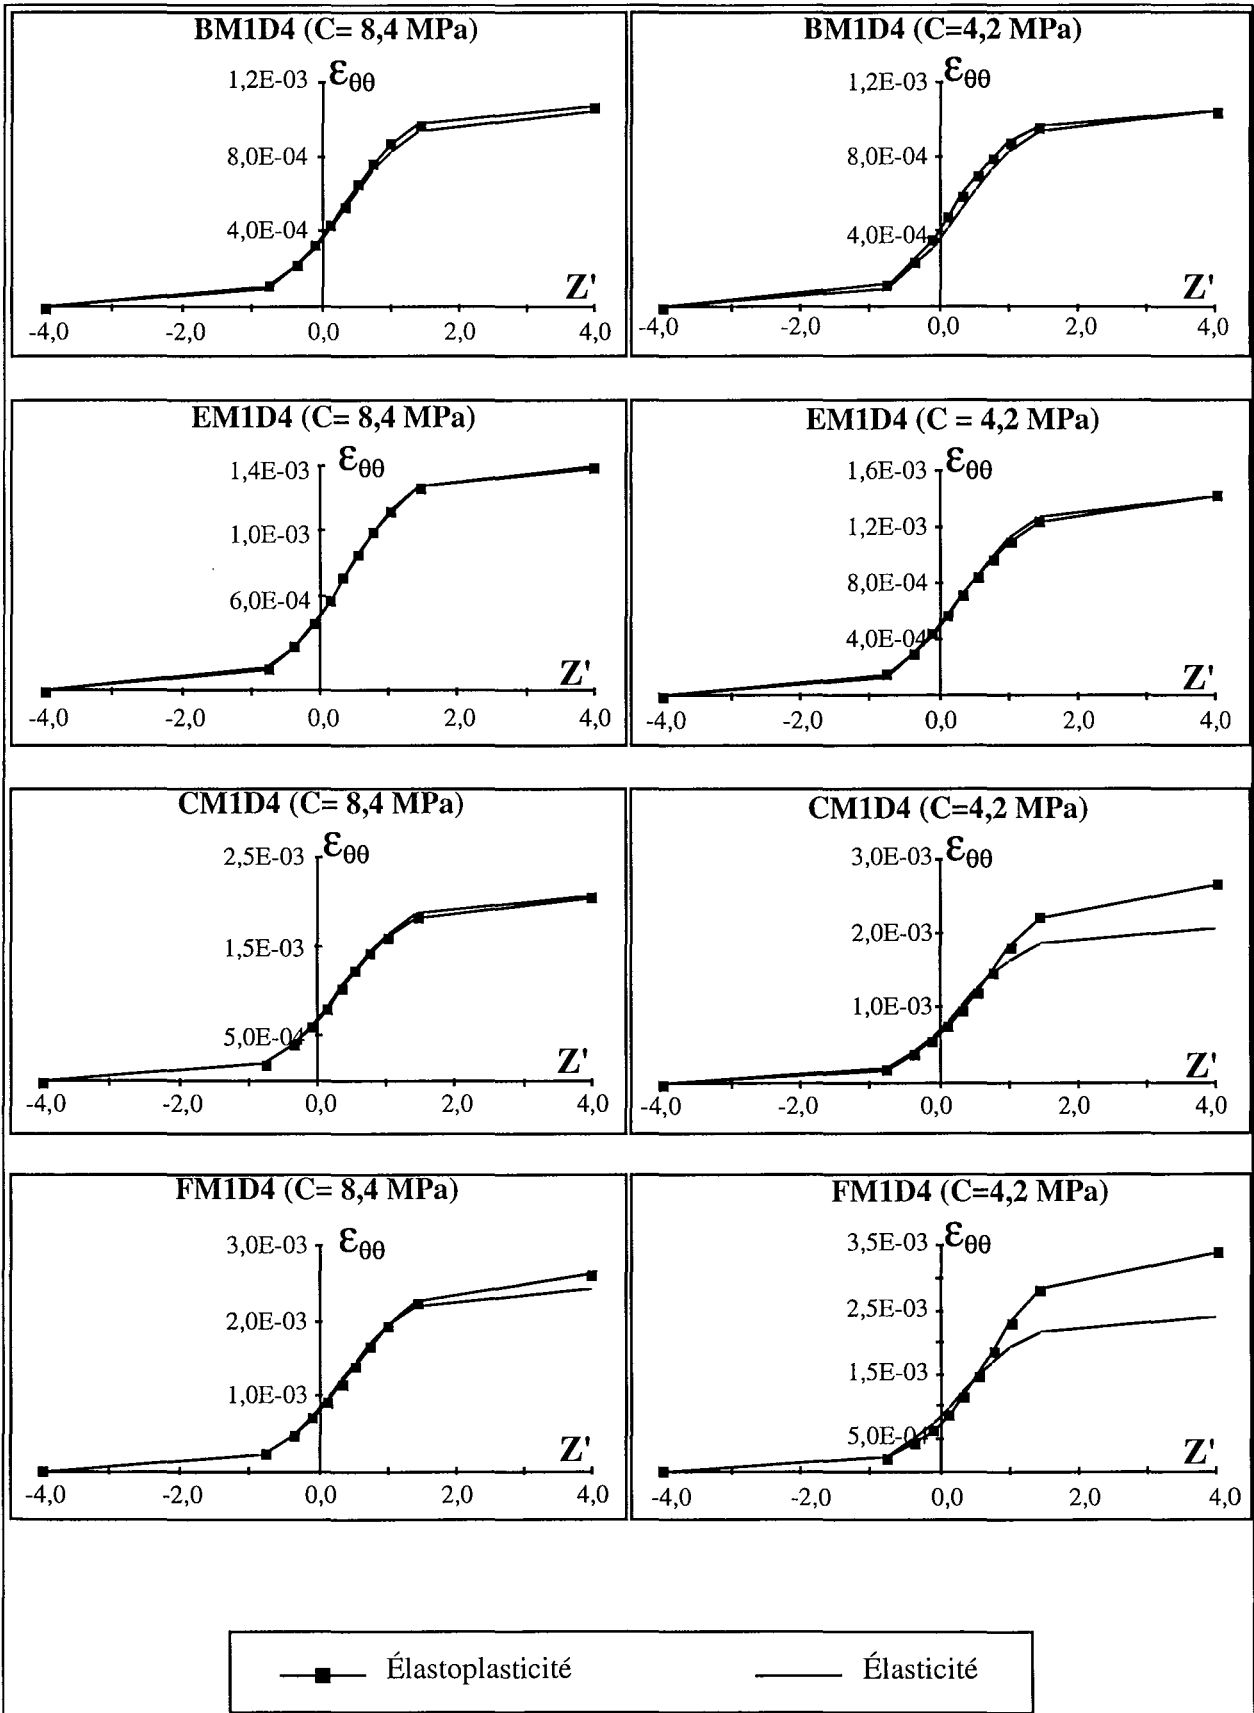 BM1D4 (C= 8,4 MPa)
εθθ
1,2E-03
8,0E-04
4,0E-04
Z'
-4,0 -2,0 0,0 2,0 4,0
BM1D4 (C=4,2 MPa)
εθθ
1,2E-03
8,0E-04
4,0E-04
Z'
-4,0 -2,0 0,0 2,0 4,0
EM1D4 (C= 8,4 MPa)
εθθ
1,4E-03
1,0E-03
6,0E-04
Z'
-4,0 -2,0 0,0 2,0 4,0
EM1D4 (C = 4,2 MPa)
εθθ
1,6E-03
1,2E-03
8,0E-04
4,0E-04
Z'
-4,0 -2,0 0,0 2,0 4,0
CM1D4 (C= 8,4 MPa)
εθθ
2,5E-03
1,5E-03
5,0E-04
Z'
-4,0 -2,0 0,0 2,0 4,0
CM1D4 (C=4,2 MPa)
εθθ
3,0E-03
2,0E-03
1,0E-03
Z'
-4,0 -2,0 0,0 2,0 4,0
FM1D4 (C= 8,4 MPa)
εθθ
3,0E-03
2,0E-03
1,0E-03
Z'
-4,0 -2,0 0,0 2,0 4,0
FM1D4 (C=4,2 MPa)
εθθ
3,5E-03
2,5E-03
1,5E-03
5,0E-04
Z'
-4,0 -2,0 0,0 2,0 4,0
Élastoplasticité Élasticité